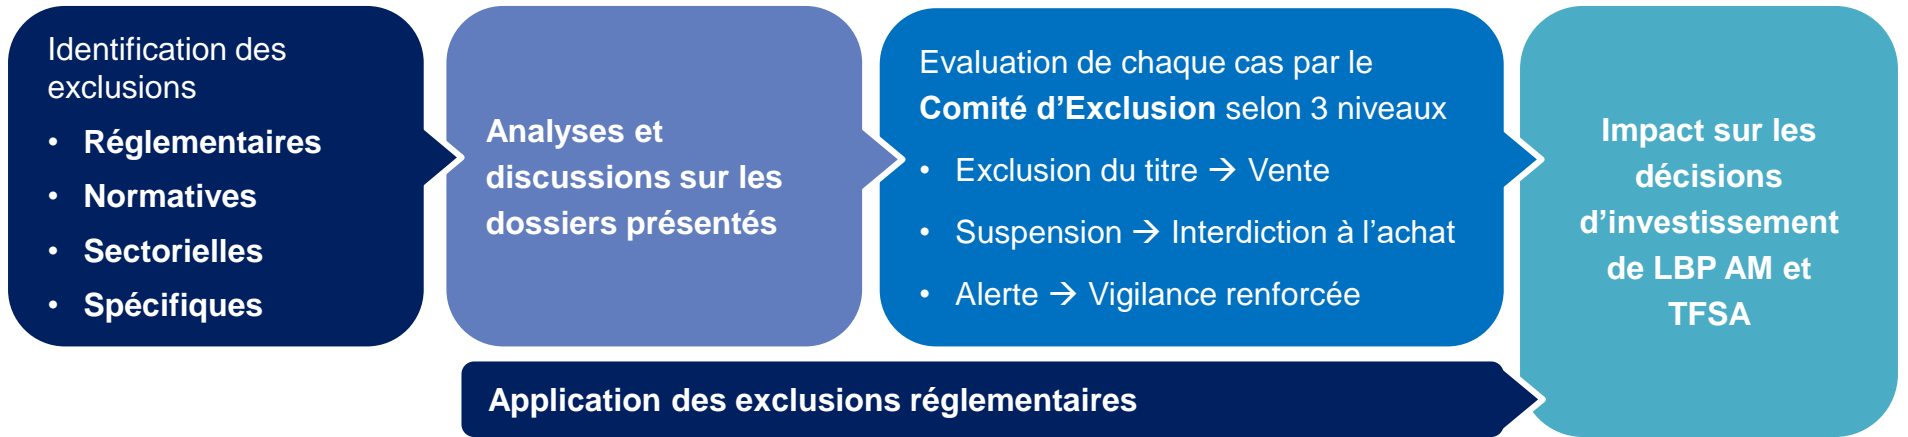 Identification des
exclusions
• Réglementaires
• Normatives
• Sectorielles
• Spécifiques
Analyses et
discussions sur les
dossiers présentés
Evaluation de chaque cas par le
Comité d’Exclusion selon 3 niveaux
• Exclusion du titre → Vente
• Suspension → Interdiction à l’achat
• Alerte → Vigilance renforcée
Impact sur les
décisions
d’investissement
de LBP AM et
TFSA
Application des exclusions réglementaires